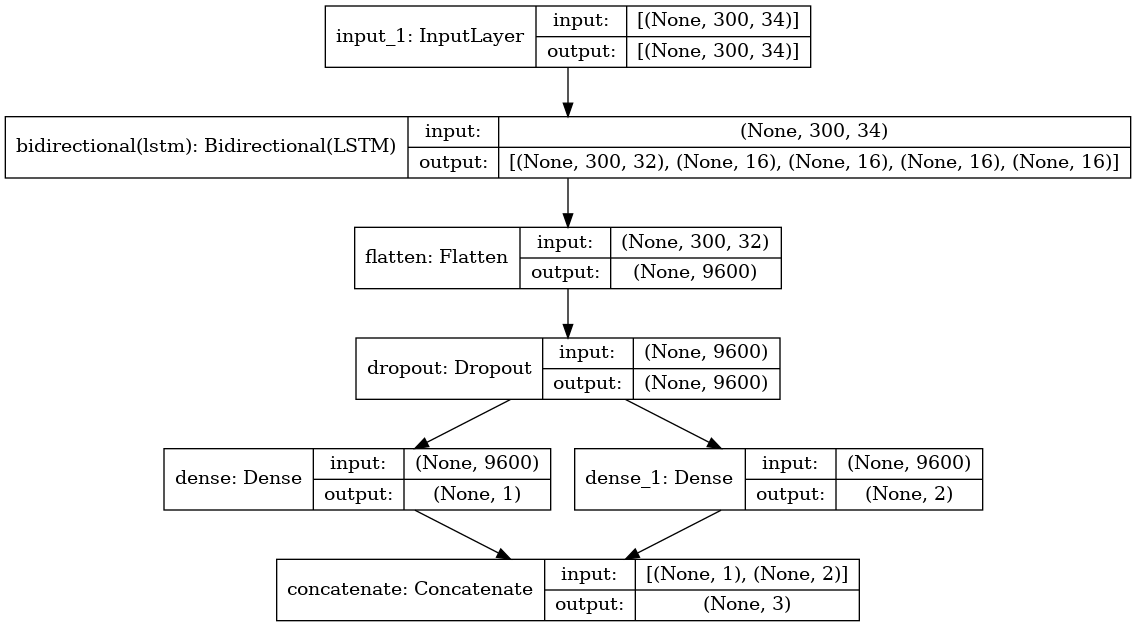 input_1: InputLayer
input: [(None, 300, 34)]
output: [(None, 300, 34)]
bidirectional(lstm): Bidirectional(LSTM)
input: (None, 300, 34)
output: [(None, 300, 32), (None, 16), (None, 16), (None, 16), (None, 16)]
flatten: Flatten
input: (None, 300, 32)
output: (None, 9600)
dropout: Dropout
input: (None, 9600)
output: (None, 9600)
dense: Dense
input: (None, 9600)
output: (None, 1)
dense_1: Dense
input: (None, 9600)
output: (None, 2)
concatenate: Concatenate
input: [(None, 1), (None, 2)]
output: (None, 3)